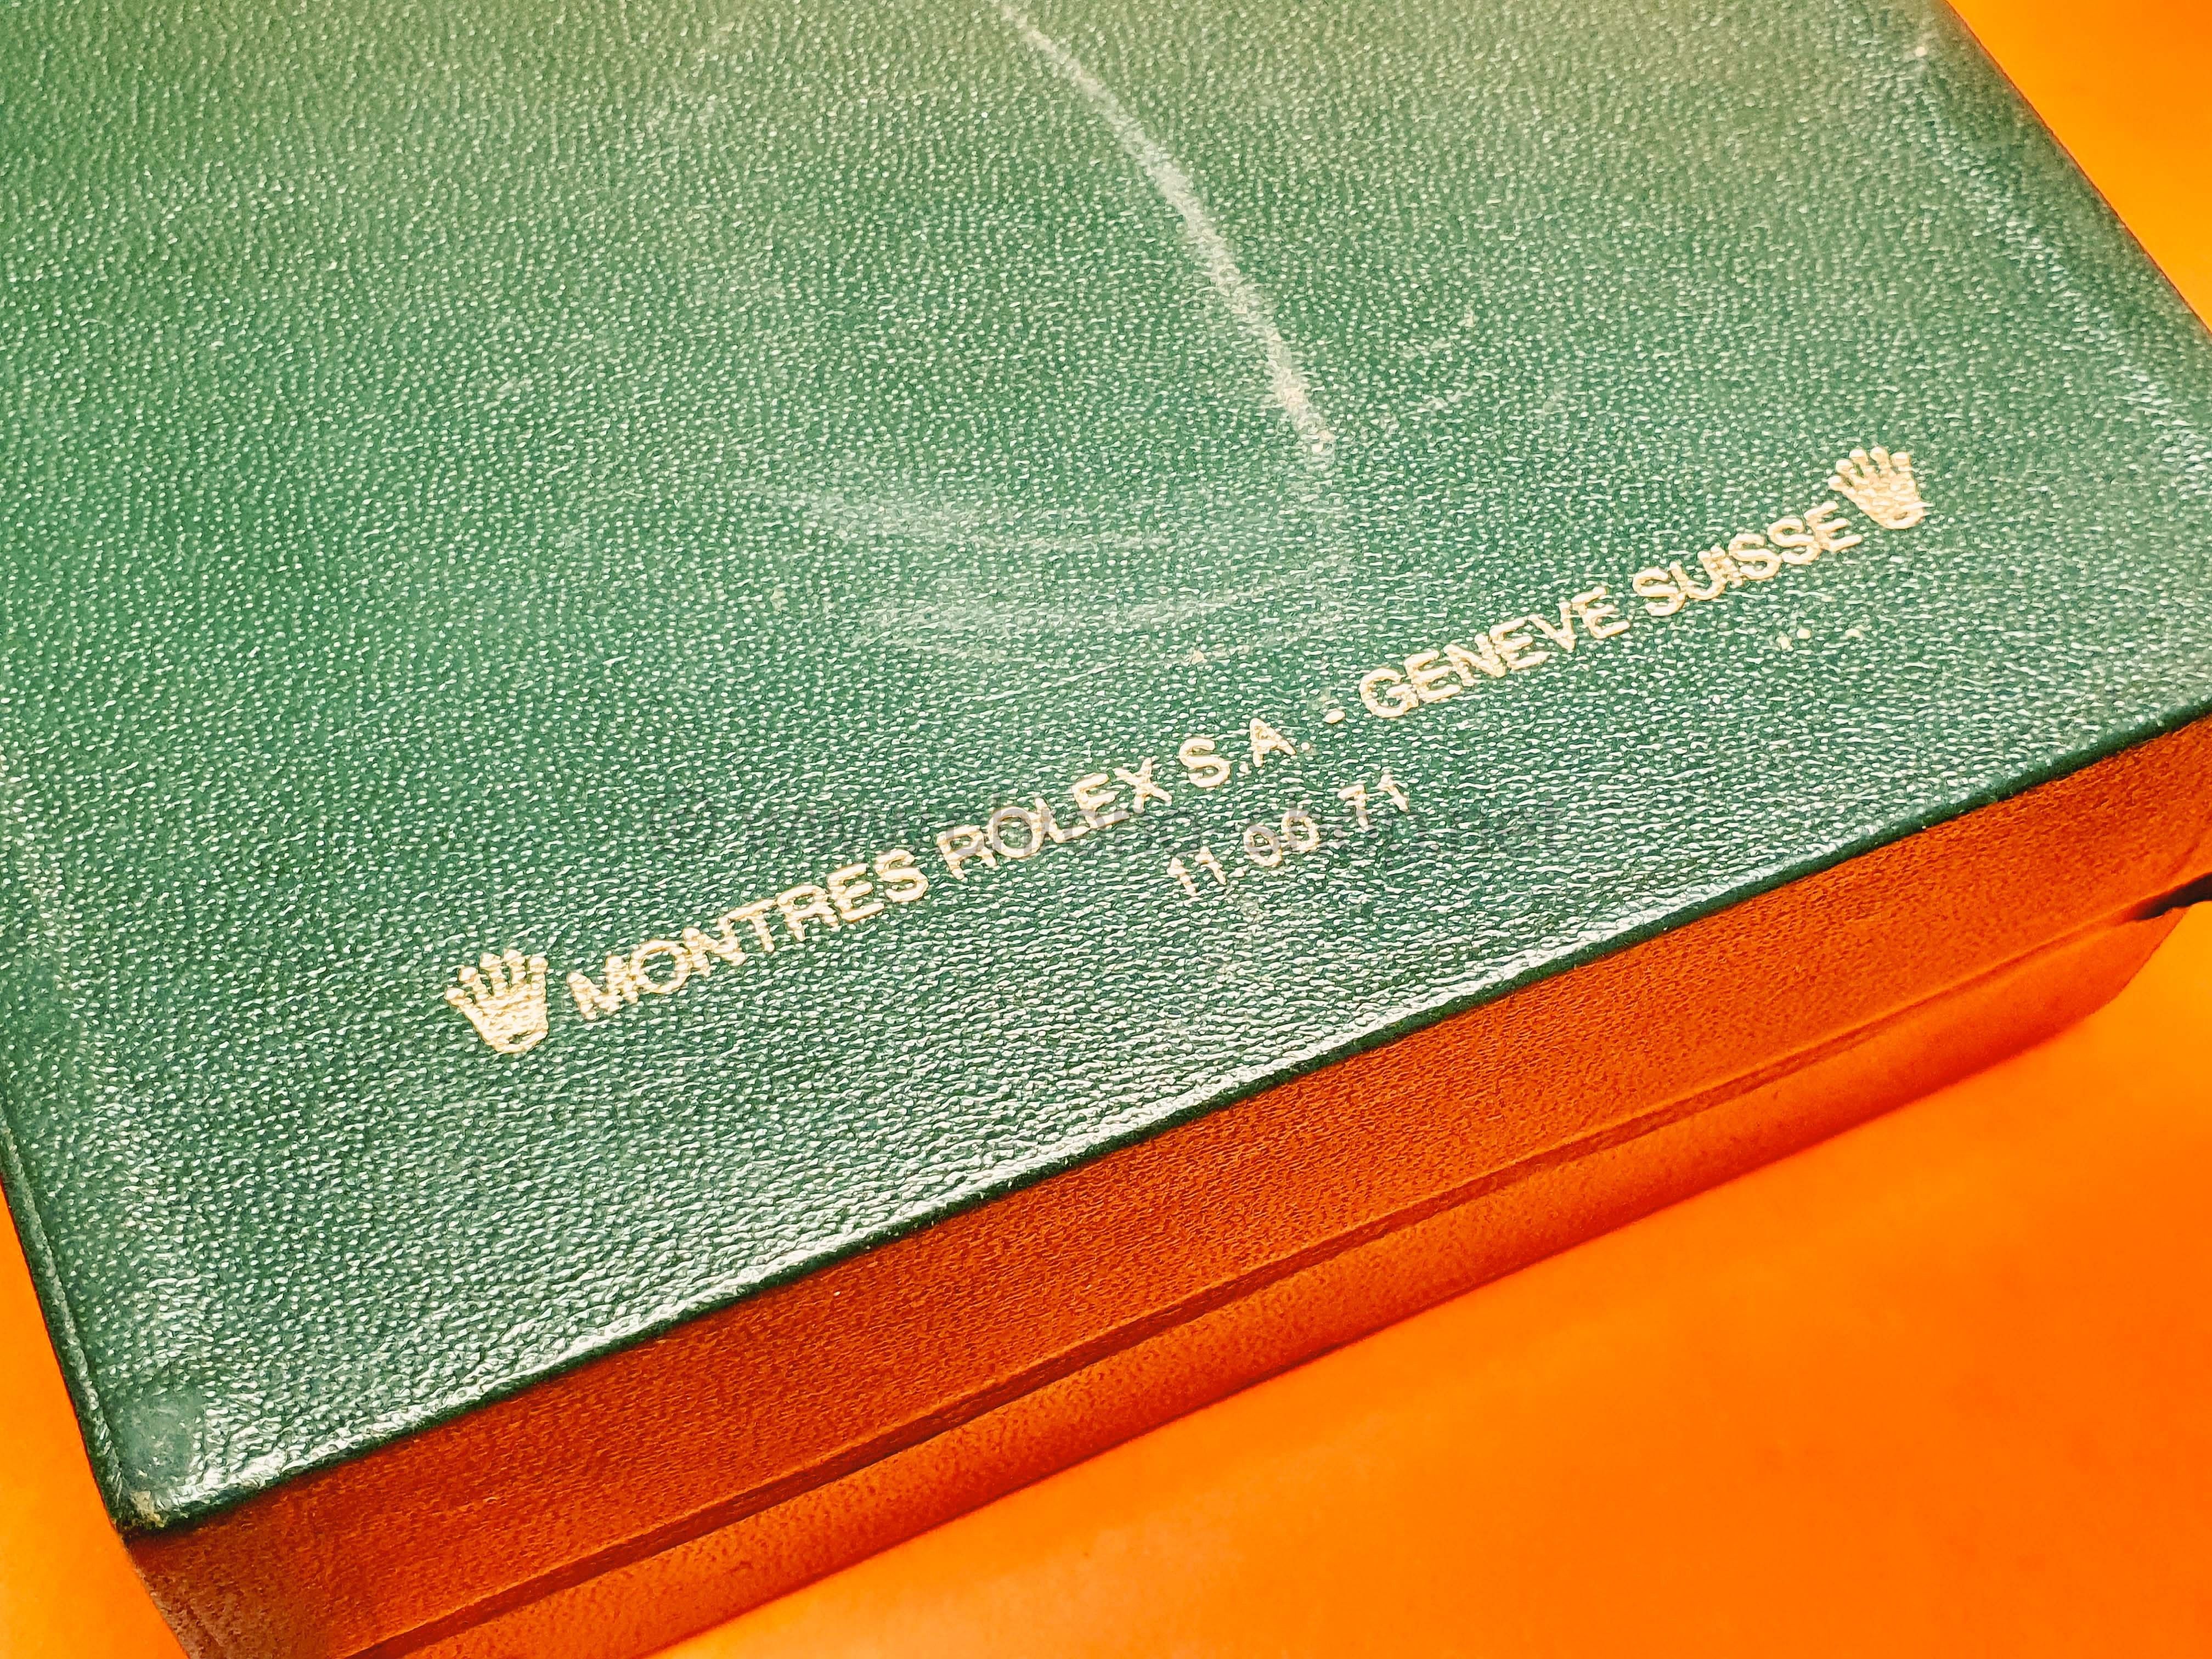 MONTRES ROLEX S.A - GENEVE SUISSE
11.00.71